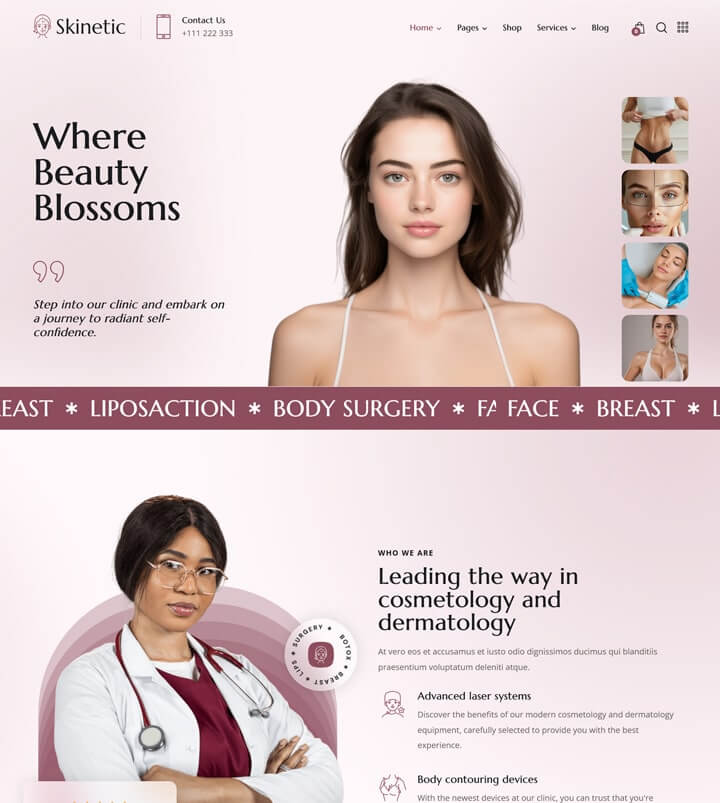 Skinetic
Contact Us
+111 222 333
Home
Pages
Shop
Services
Blog
0
Where
Beauty
Blossoms
Step into our clinic and embark on
a journey to radiant self-
confidence.
EAST * LIPOSACTION * BODY SURGERY * FA FACE * BREAST * L
WHO WE ARE
Leading the way in
cosmetology and
dermatology
At vero eos et accusamus et iusto odio dignissimos ducimus qui blanditiis
praesentium voluptatum deleniti atque.
SURGERY * BOTOX * BREAST * LIPS *
Advanced laser systems
Discover the benefits of our modern cosmetology and dermatology
equipment, carefully selected to provide you with the best
experience.
Body contouring devices
With the newest devices at our clinic, you can trust that you're